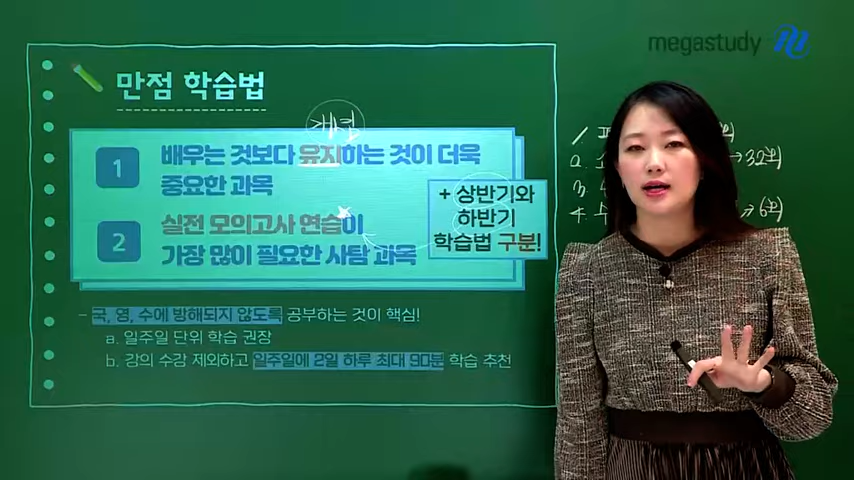 megastudy
만점 학습법
개념
1
배우는 것보다 유지하는 것이 더욱
중요한 과목
2
실전 모의고사 연습이
가장 많이 필요한 사탐 과목
+ 상반기와
하반기
학습법 구분!
- 국, 영, 수에 방해되지 않도록 공부하는 것이 핵심!
a. 일주일 단위 학습 권장
b. 강의 수강 제외하고 일주일에 2일 하루 최대 90분 학습 추천